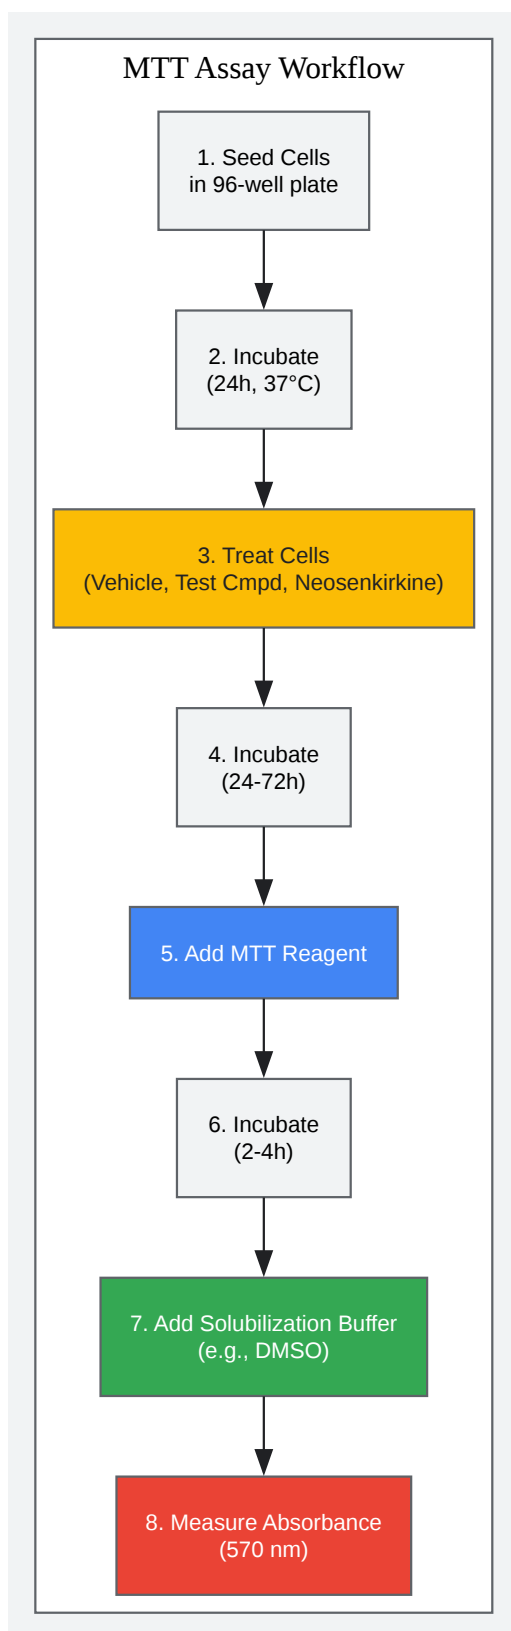 MTT Assay Workflow
1. Seed Cells
in 96-well plate
2. Incubate
(24h, 37°C)
3. Treat Cells
(Vehicle, Test Cmpd, Neosenkirkine)
4. Incubate
(24-72h)
5. Add MTT Reagent
6. Incubate
(2-4h)
7. Add Solubilization Buffer
(e.g., DMSO)
8. Measure Absorbance
(570 nm)